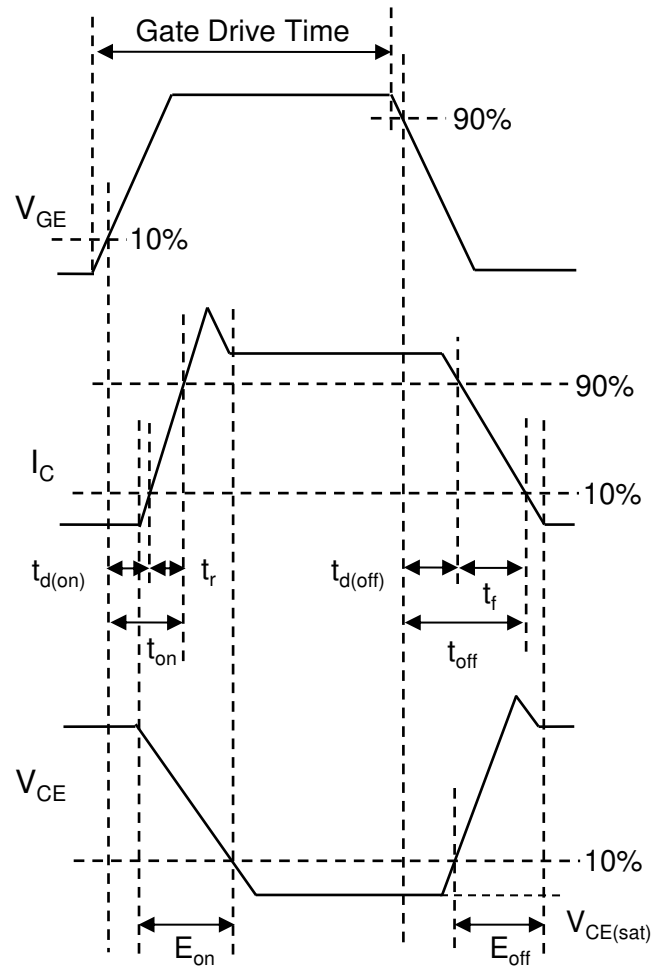 Gate Drive Time
90%
V_GE
10%
90%
I_C
10%
t_d(on)
t_r
t_d(off)
t_f
t_on
t_off
V_CE
10%
V_CE(sat)
E_on
E_off